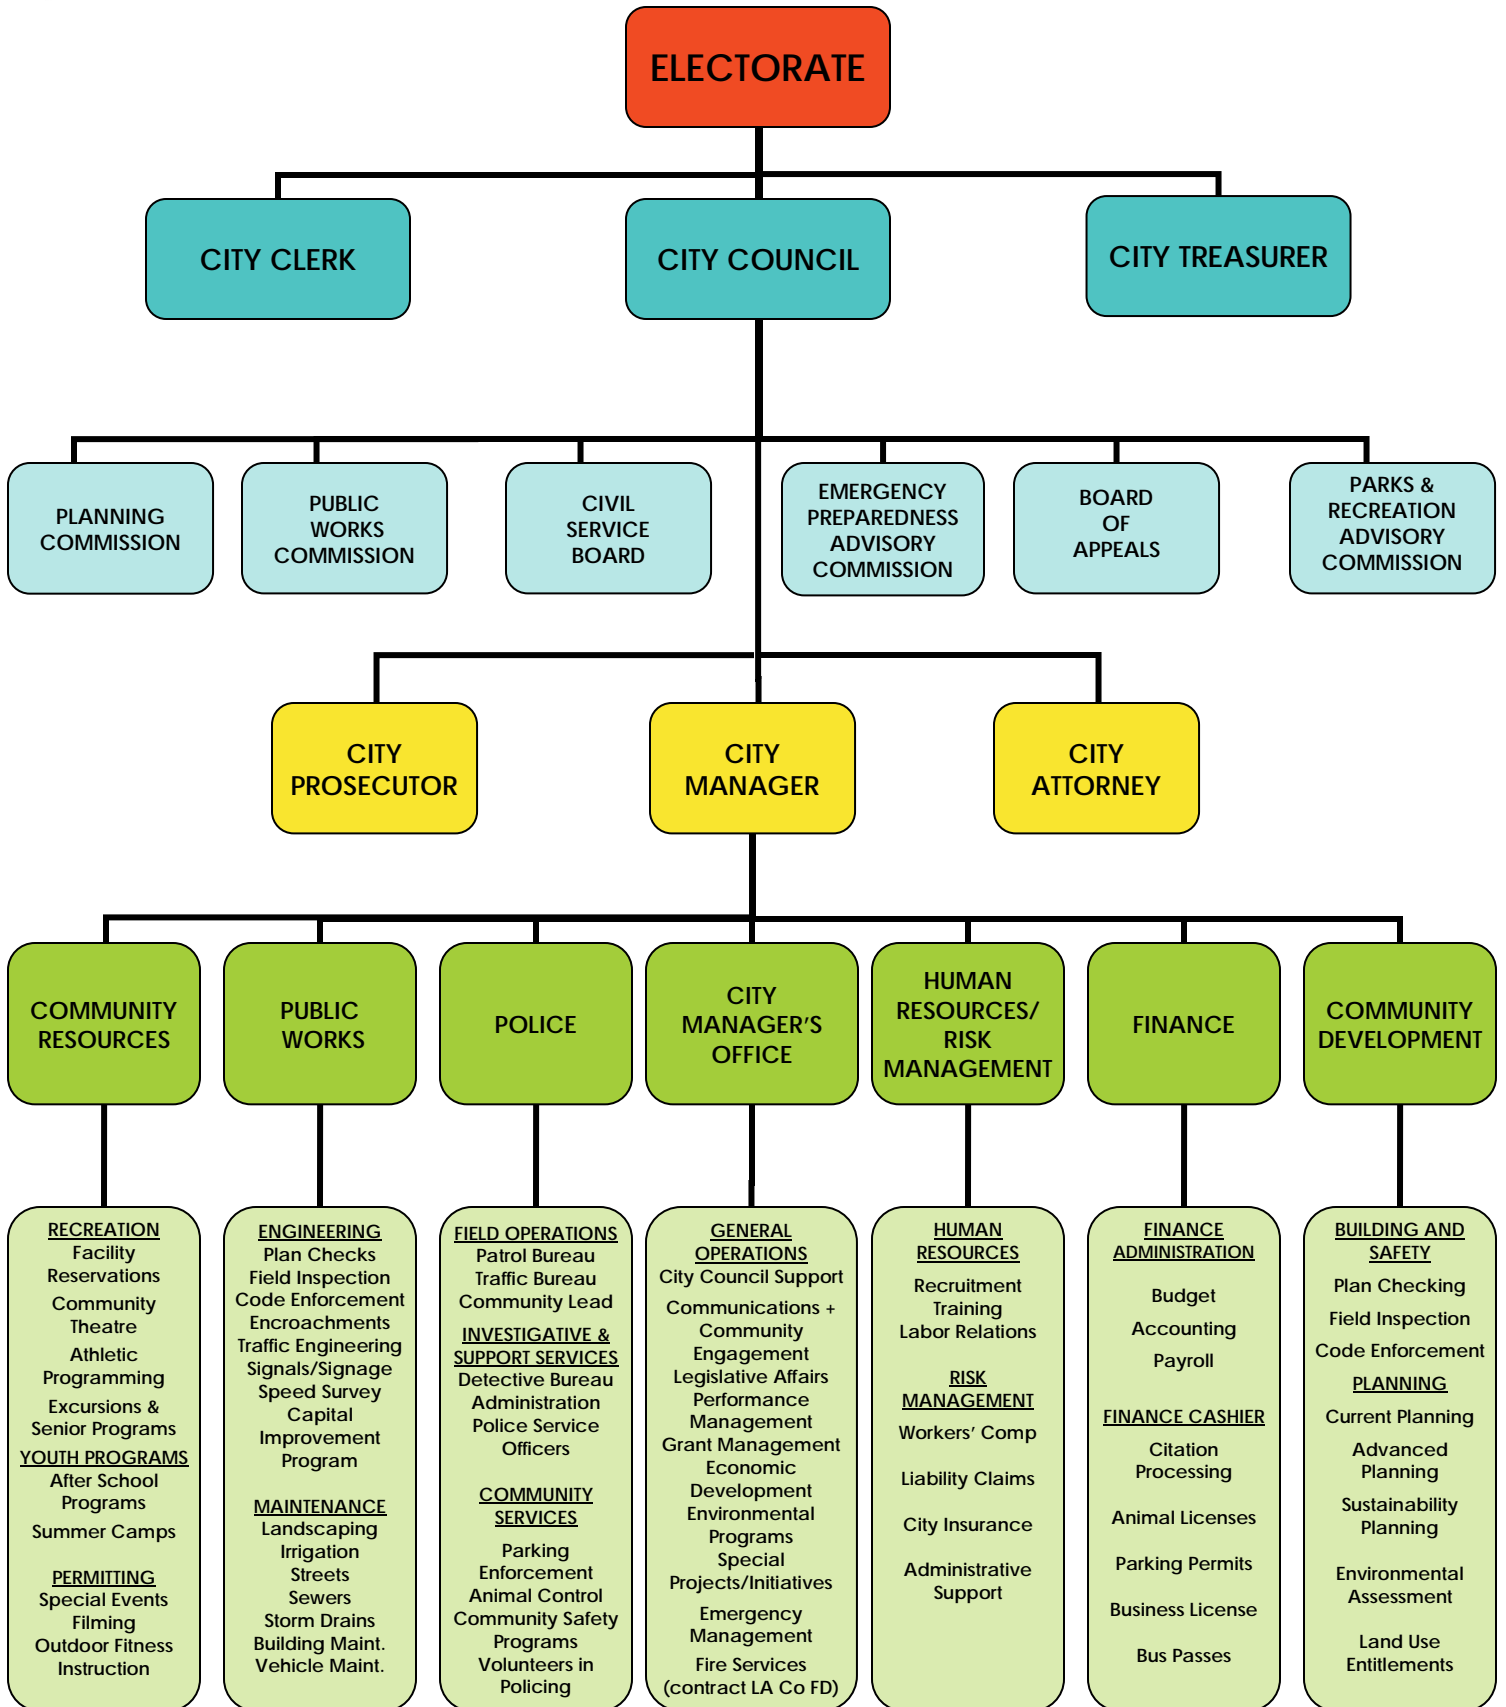 ELECTORATE
CITY CLERK
CITY COUNCIL
CITY TREASURER
PLANNING
COMMISSION
PUBLIC
WORKS
COMMISSION
CIVIL
SERVICE
BOARD
EMERGENCY
PREPAREDNESS
ADVISORY
COMMISSION
BOARD
OF
APPEALS
PARKS &
RECREATION
ADVISORY
COMMISSION
CITY
PROSECUTOR
CITY
MANAGER
CITY
ATTORNEY
COMMUNITY
RESOURCES
PUBLIC
WORKS
POLICE
CITY
MANAGER'S
OFFICE
HUMAN
RESOURCES/
RISK
MANAGEMENT
FINANCE
COMMUNITY
DEVELOPMENT
RECREATION
Facility
Reservations
Community
Theatre
Athletic
Programming
Excursions &
Senior Programs
YOUTH PROGRAMS
After School
Programs
Summer Camps
PERMITTING
Special Events
Filming
Outdoor Fitness
Instruction
ENGINEERING
Plan Checks
Field Inspection
Code Enforcement
Encroachments
Traffic Engineering
Signals/Signage
Speed Survey
Capital
Improvement
Program
MAINTENANCE
Landscaping
Irrigation
Streets
Sewers
Storm Drains
Building Maint.
Vehicle Maint.
FIELD OPERATIONS
Patrol Bureau
Traffic Bureau
Community Lead
INVESTIGATIVE &
SUPPORT SERVICES
Detective Bureau
Administration
Police Service
Officers
COMMUNITY
SERVICES
Parking
Enforcement
Animal Control
Community Safety
Programs
Volunteers in
Policing
GENERAL
OPERATIONS
City Council Support
Communications +
Community
Engagement
Legislative Affairs
Performance
Management
Grant Management
Economic
Development
Environmental
Programs
Special
Projects/Initiatives
Emergency
Management
Fire Services
(contract LA Co FD)
HUMAN
RESOURCES
Recruitment
Training
Labor Relations
RISK
MANAGEMENT
Workers' Comp
Liability Claims
City Insurance
Administrative
Support
FINANCE
ADMINISTRATION
Budget
Accounting
Payroll
FINANCE CASHIER
Citation
Processing
Animal Licenses
Parking Permits
Business License
Bus Passes
BUILDING AND
SAFETY
Plan Checking
Field Inspection
Code Enforcement
PLANNING
Current Planning
Advanced
Planning
Sustainability
Planning
Environmental
Assessment
Land Use
Entitlements